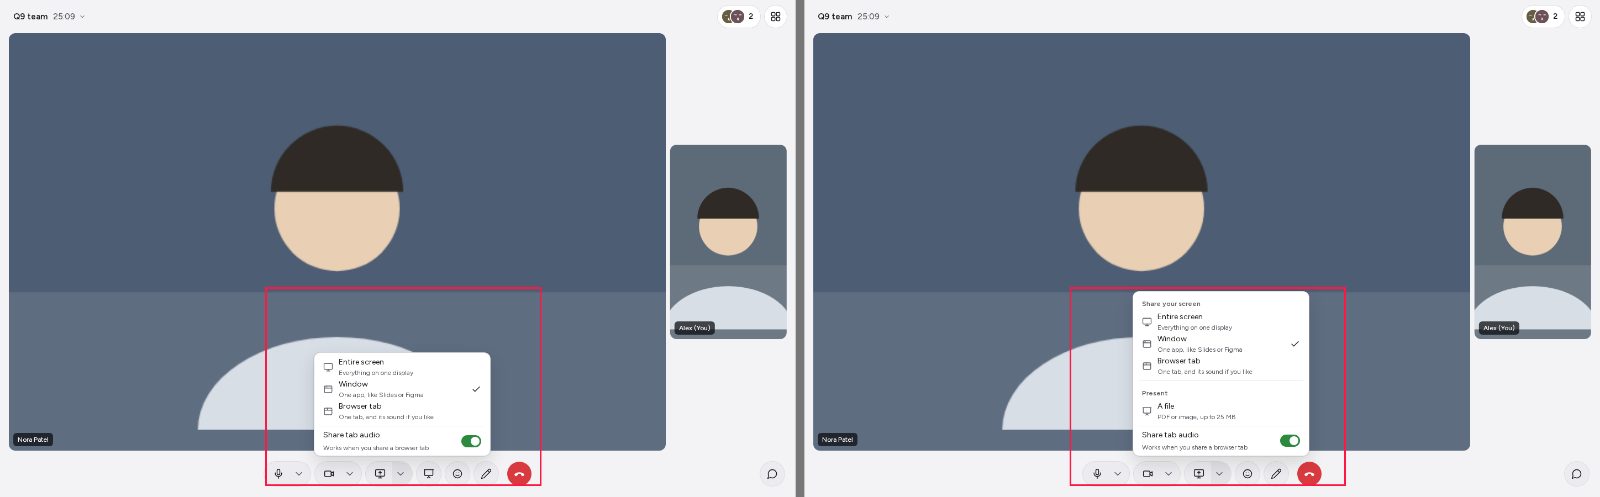 Q9 team 25:09
2
Alex (You)
Entire screen
Everything on one display
Window
One app, like Slides or Figma
Browser tab
One tab, and its sound if you like
Share tab audio
Works when you share a browser tab
Nora Patel
Q9 team 25:09
2
Alex (You)
Share your screen
Entire screen
Everything on one display
Window
One app, like Slides or Figma
Browser tab
One tab, and its sound if you like
Present
A file
PDF or image, up to 25 MB
Share tab audio
Works when you share a browser tab
Nora Patel